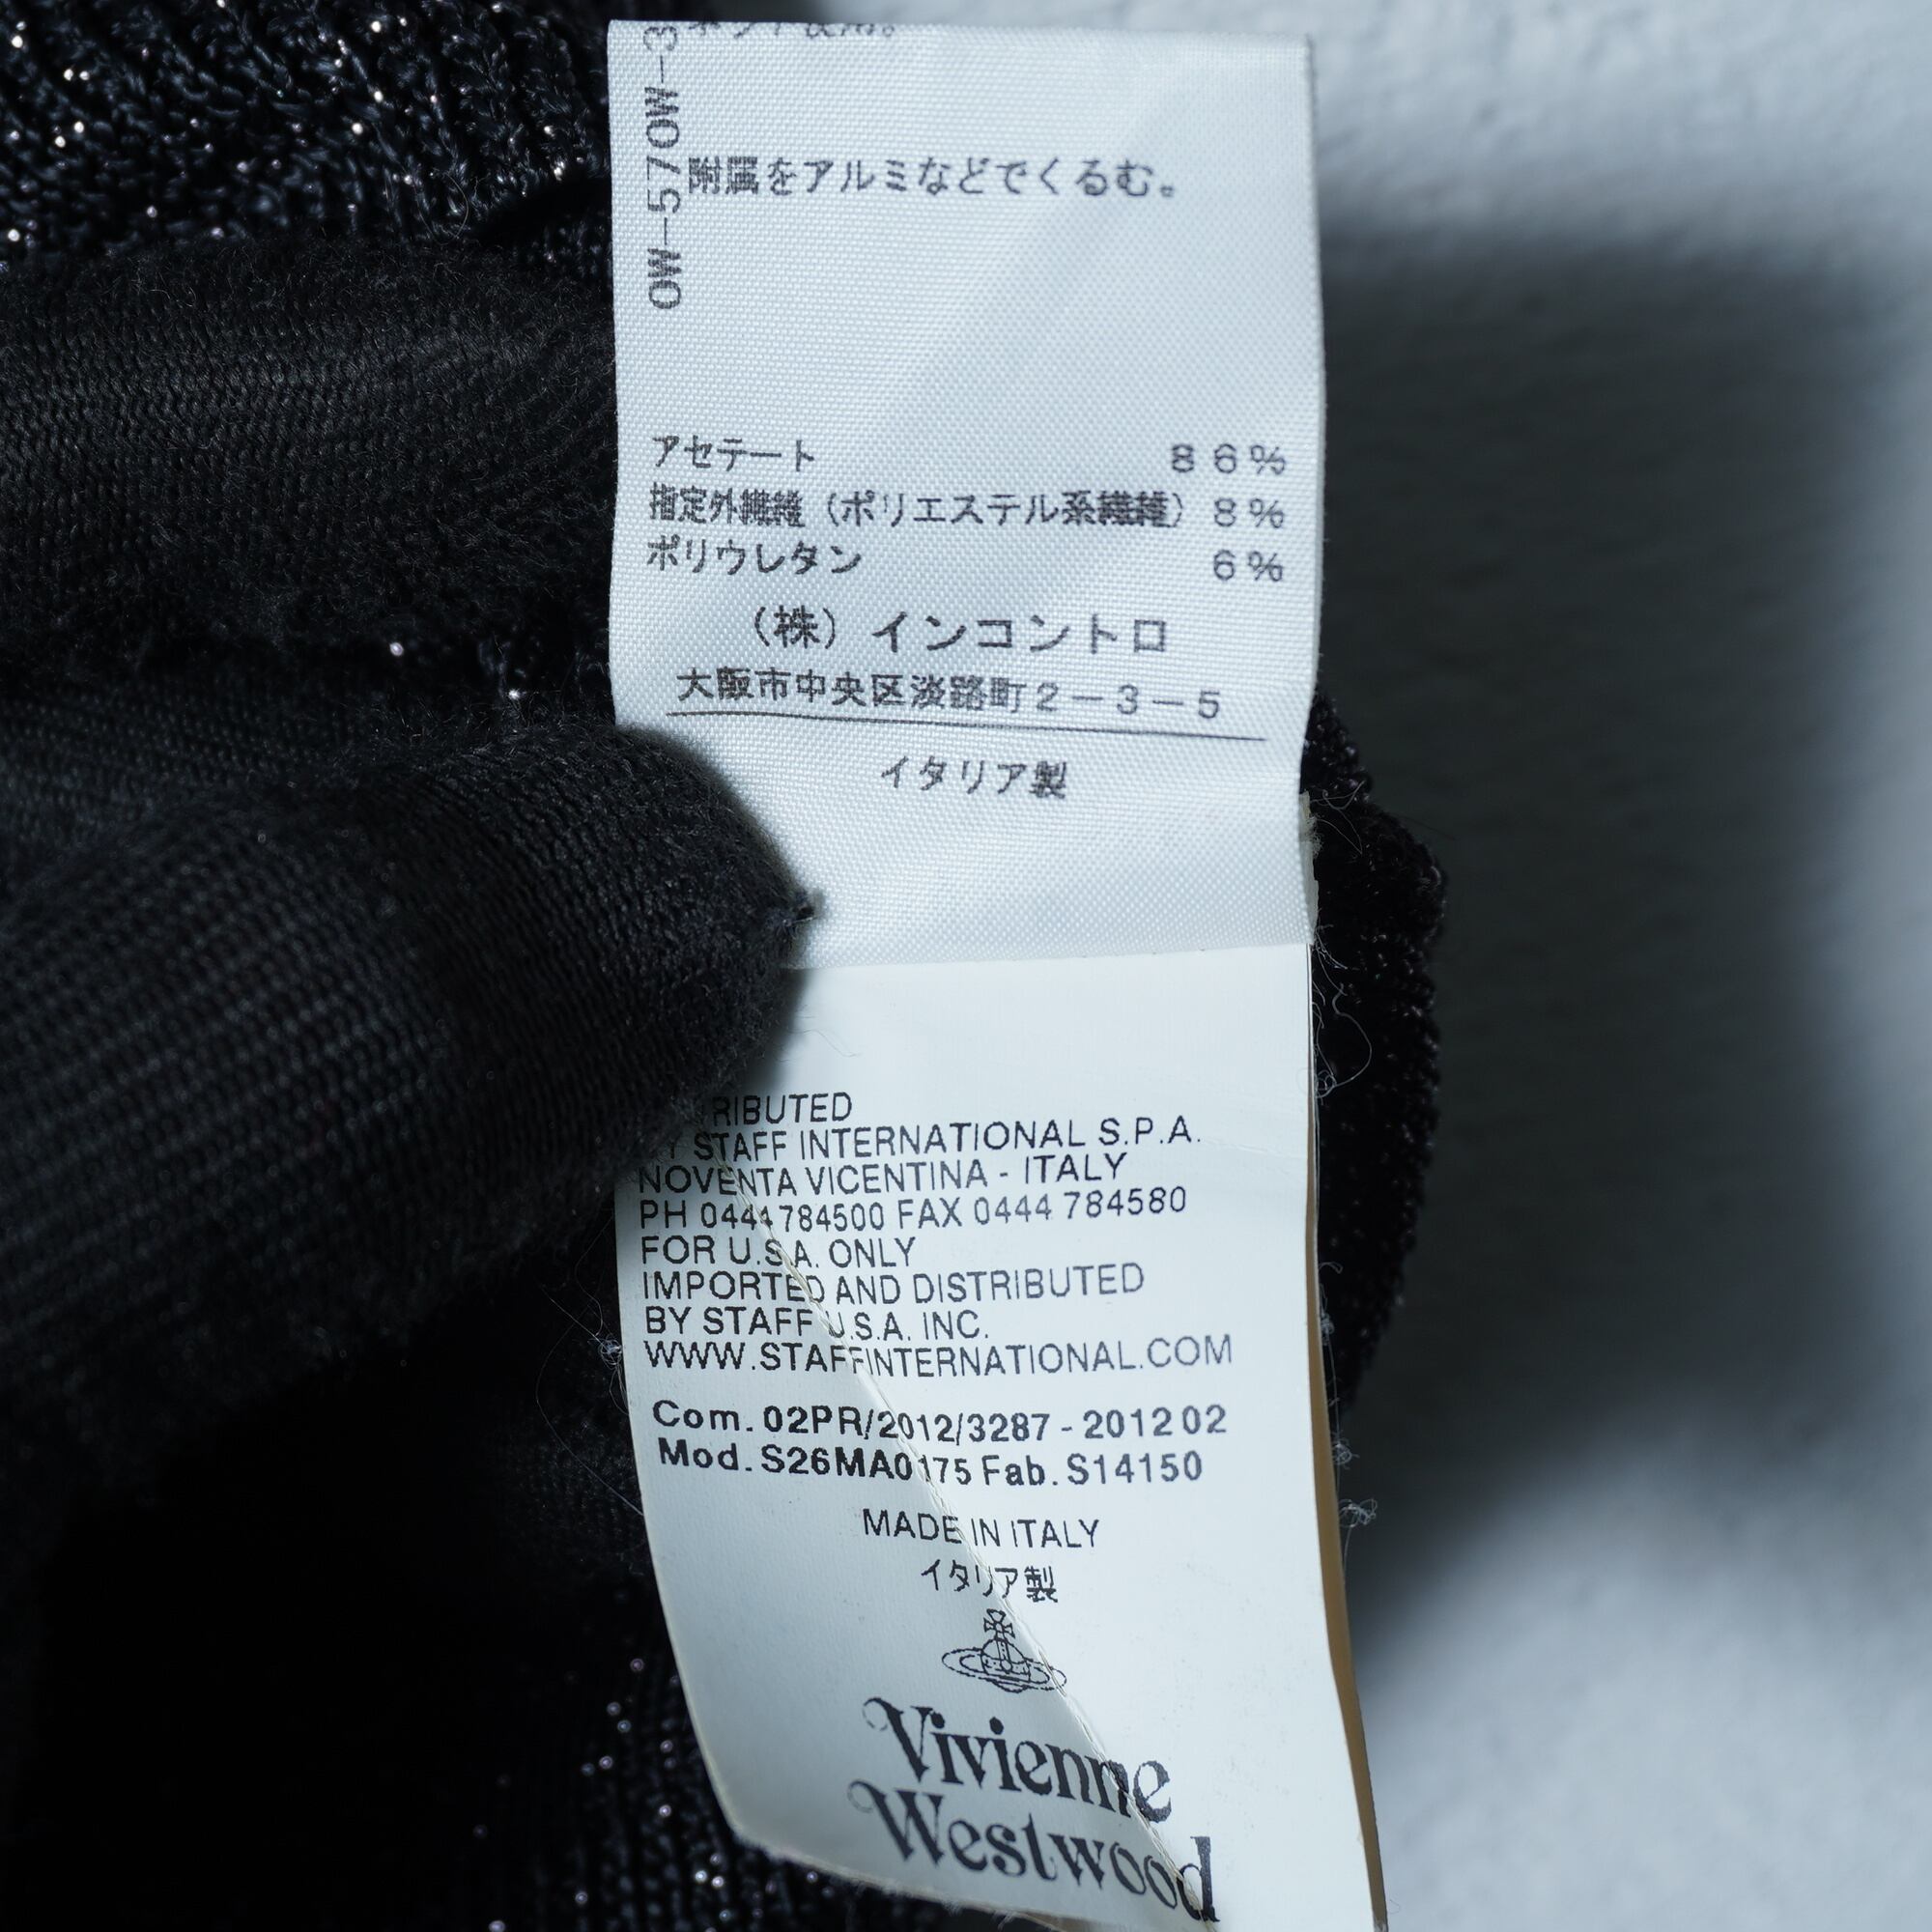 OW-570W-3
附属をアルミなどでくるむ。
アセテート 86%
指定外繊維(ポリエステル系繊維) 8%
ポリウレタン 6%
(株)インコントロ
大阪市中央区淡路町2-3-5
イタリア製
RIBUTED
Y STAFF INTERNATIONAL S.P.A.
NOVENTA VICENTINA - ITALY
PH 0444 784500 FAX 0444 784580
FOR U.S.A. ONLY
IMPORTED AND DISTRIBUTED
BY STAFF U.S.A. INC.
WWW.STAFFINTERNATIONAL.COM
Com. 02PR/2012/3287 - 2012 02
Mod. S26MA0175 Fab. S14150
MADE IN ITALY
イタリア製
Vivienne
Westwood